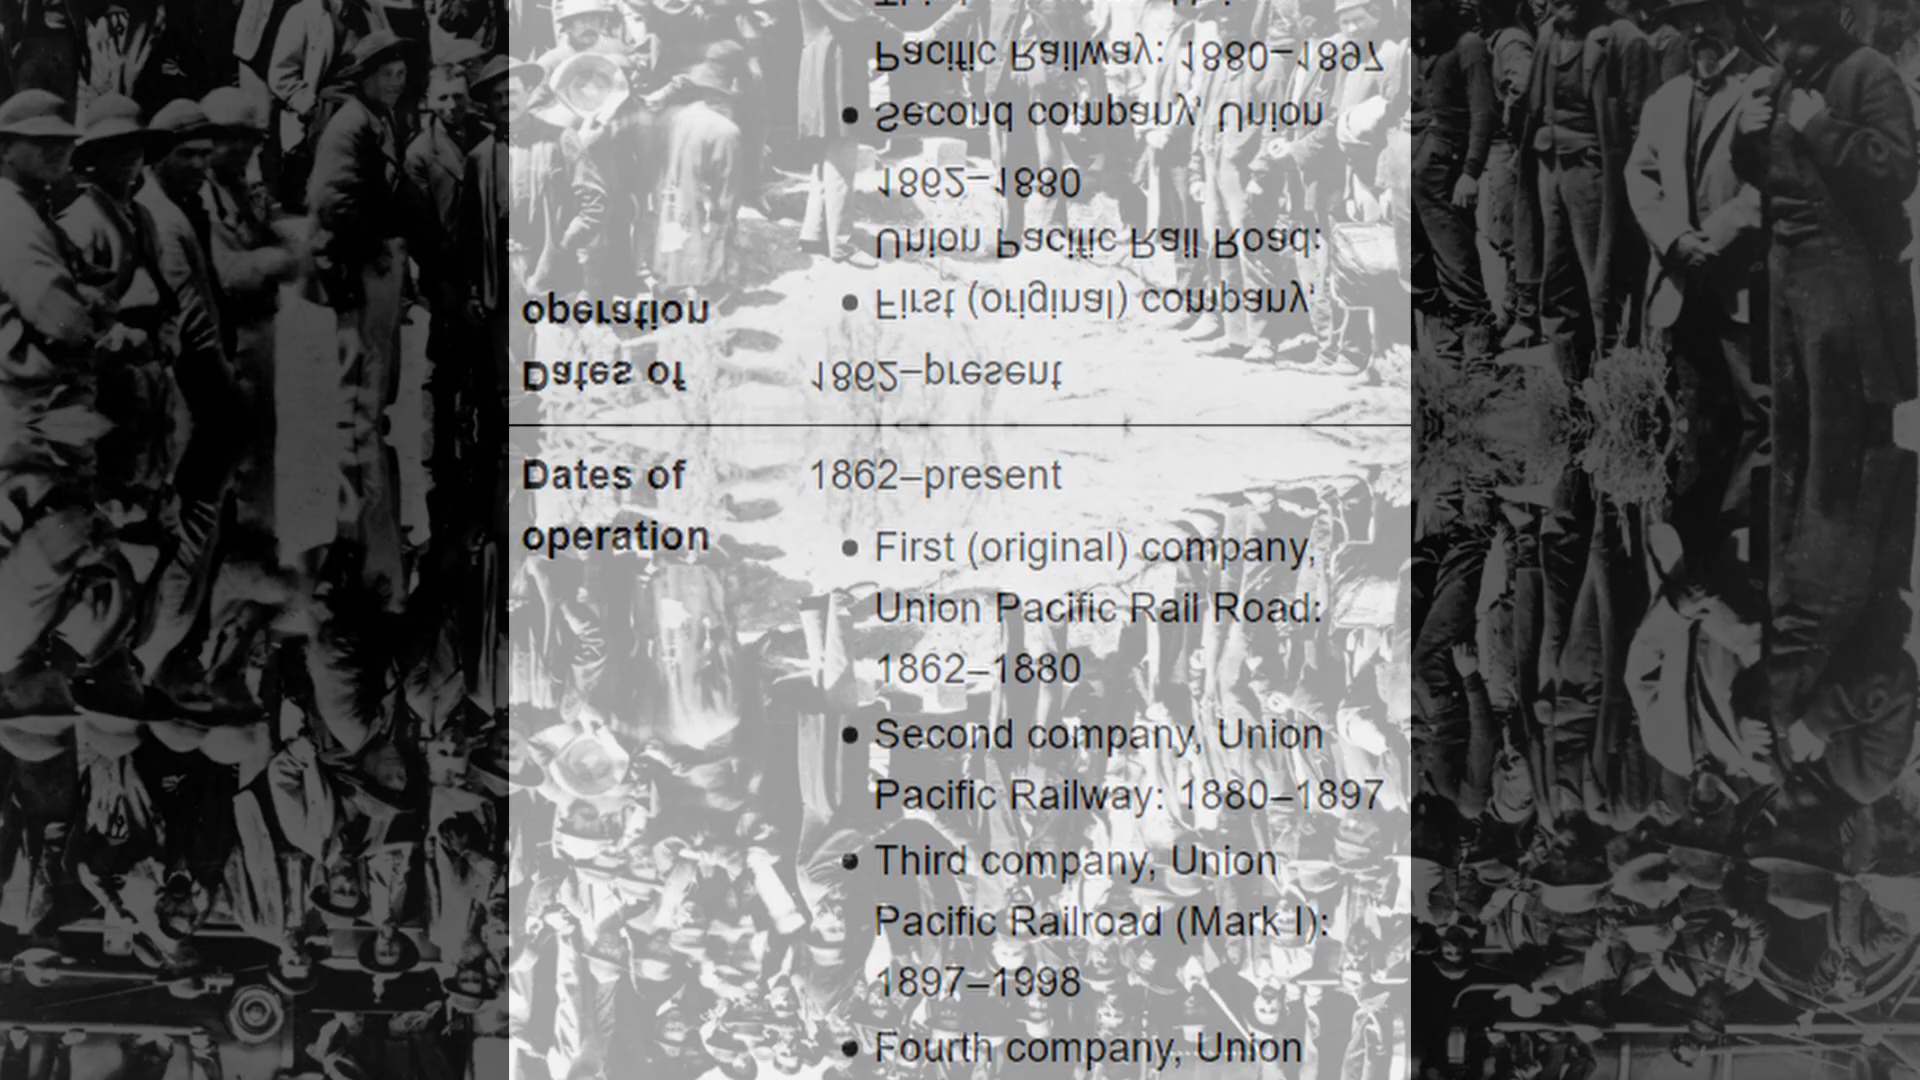 Pacific Railway: 1880–1897
• Second company, Union
1862–1880
Union Pacific Rail Road:
• First (original) company,
operation
Dates of 1862–present
Dates of 1862–present
operation
• First (original) company,
Union Pacific Rail Road:
1862–1880
• Second company, Union
Pacific Railway: 1880–1897
• Third company, Union
Pacific Railroad (Mark I):
1897–1998
• Fourth company, Union